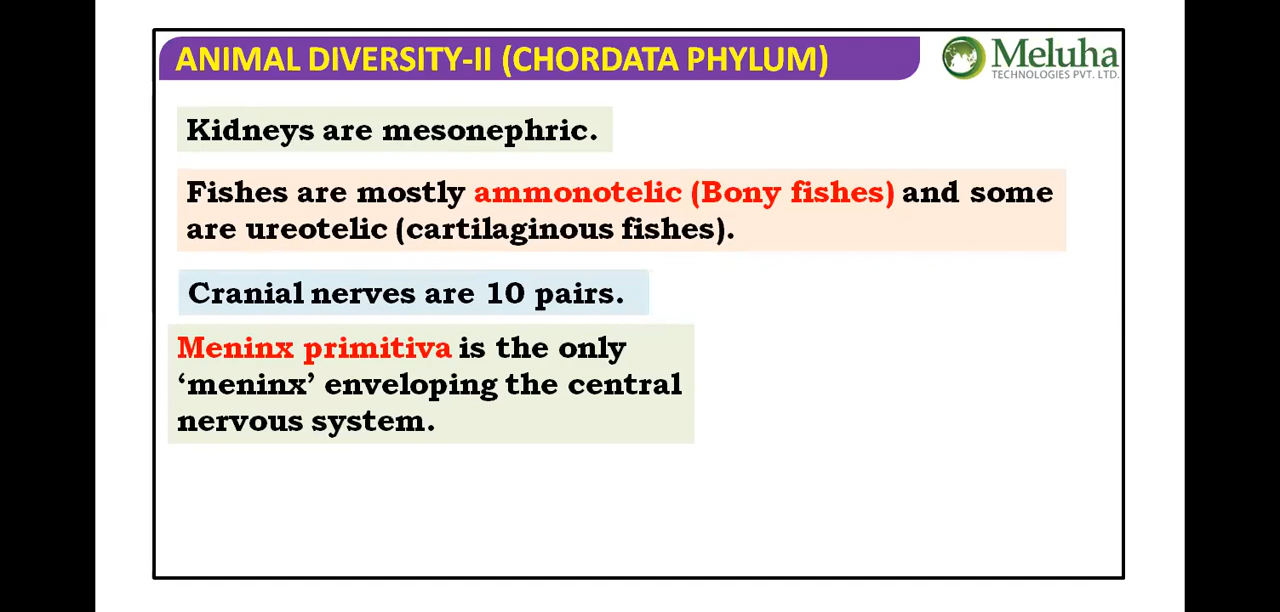 ANIMAL DIVERSITY-II (CHORDATA PHYLUM)
Meluha
TECHNOLOGIES PVT. LTD.
Kidneys are mesonephric.
Fishes are mostly ammonotelic (Bony fishes) and some
are ureotelic (cartilaginous fishes).
Cranial nerves are 10 pairs.
Meninx primitiva is the only
‘meninx’ enveloping the central
nervous system.